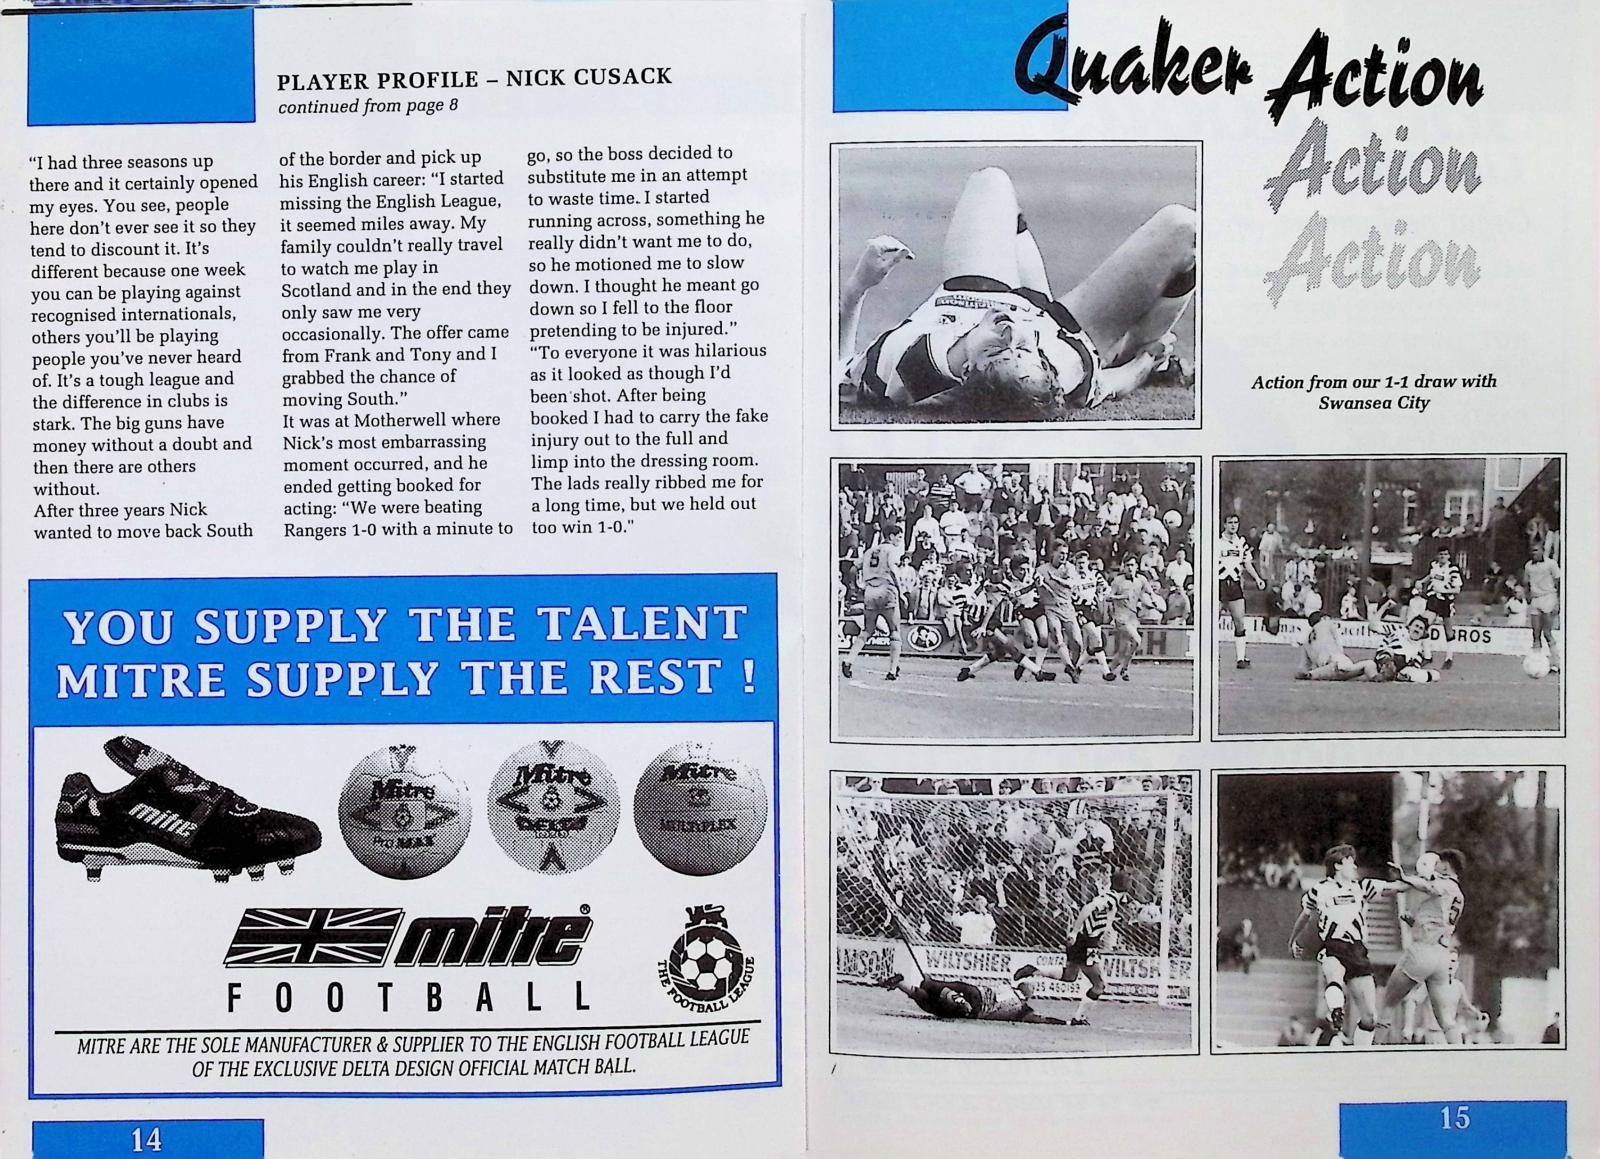 PLAYER PROFILE – NICK CUSACK
continued from page 8
“I had three seasons up
there and it certainly opened
my eyes. You see, people
here don't ever see it so they
tend to discount it. It's
different because one week
you can be playing against
recognised internationals,
others you'll be playing
people you've never heard
of. It's a tough league and
the difference in clubs is
stark. The big guns have
money without a doubt and
then there are others
without.
After three years Nick
wanted to move back South
of the border and pick up
his English career: “I started
missing the English League,
it seemed miles away. My
family couldn't really travel
to watch me play in
Scotland and in the end they
only saw me very
occasionally. The offer came
from Frank and Tony and I
grabbed the chance of
moving South.”
It was at Motherwell where
Nick's most embarrassing
moment occurred, and he
ended getting booked for
acting: “We were beating
Rangers 1-0 with a minute to
go, so the boss decided to
substitute me in an attempt
to waste time. I started
running across, something he
really didn't want me to do,
so he motioned me to slow
down. I thought he meant go
down so I fell to the floor
pretending to be injured.”
“To everyone it was hilarious
as it looked as though I'd
been shot. After being
booked I had to carry the fake
injury out to the full and
limp into the dressing room.
The lads really ribbed me for
a long time, but we held out
too win 1-0."
YOU SUPPLY THE TALENT
MITRE SUPPLY THE REST !
mitre
Mitre
PRO MAX
Mitre
DELTA
Mitre
MULTIPLEX
mitre®
FOOTBALL
THE FOOTBALL LEAGUE
MITRE ARE THE SOLE MANUFACTURER & SUPPLIER TO THE ENGLISH FOOTBALL LEAGUE
OF THE EXCLUSIVE DELTA DESIGN OFFICIAL MATCH BALL.
14
Quaker Action
Action
Action
Action from our 1-1 draw with
Swansea City
WILTSHIER
WILTSHIER
15